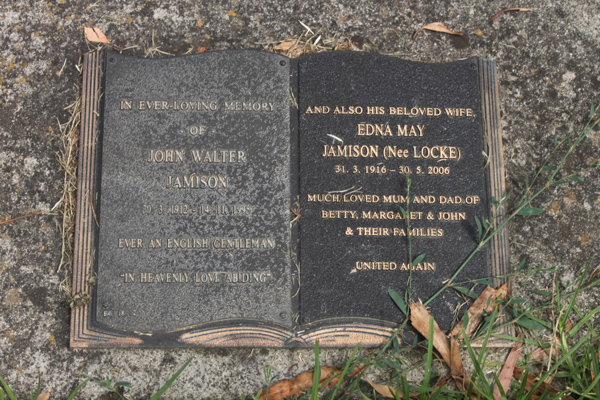 IN EVER-LOVING MEMORY
OF
JOHN WALTER
JAMISON
EVER AN ENGLISH GENTLEMAN
"IN HEAVENLY LOVE ABIDING"
AND ALSO HIS BELOVED WIFE,
EDNA MAY
JAMISON (Nee LOCKE)
31. 3. 1916 - 30. 5. 2006
MUCH LOVED MUM AND DAD OF
BETTY, MARGARET & JOHN
& THEIR FAMILIES
UNITED AGAIN